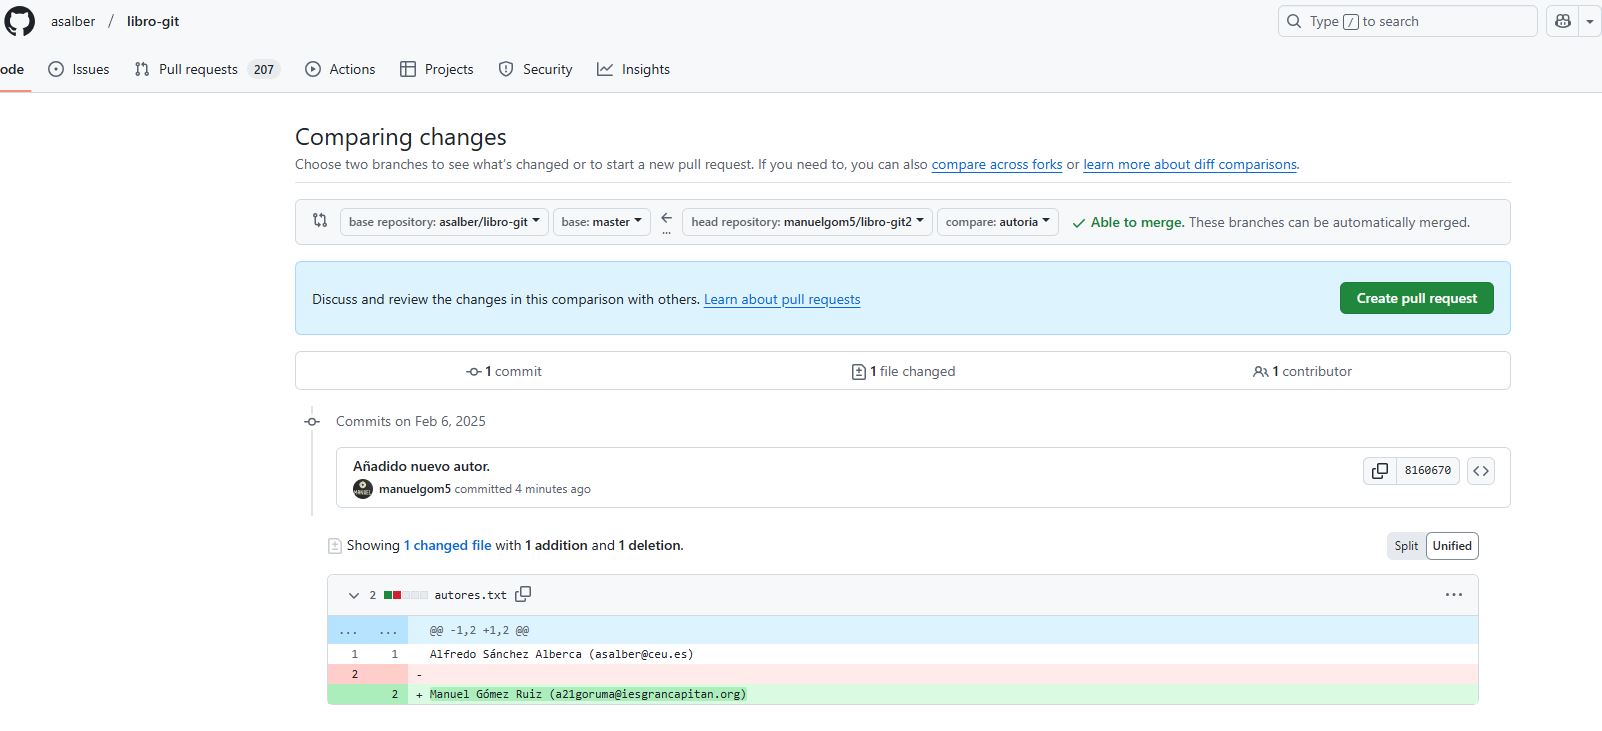 asalber / libro-git
Type / to search
ode Issues Pull requests 207 Actions Projects Security Insights
Comparing changes
Choose two branches to see what's changed or to start a new pull request. If you need to, you can also compare across forks or learn more about diff comparisons.
base repository: asalber/libro-git base: master ... head repository: manuelgom5/libro-git2 compare: autoria Able to merge. These branches can be automatically merged.
Discuss and review the changes in this comparison with others. Learn about pull requests
Create pull request
1 commit 1 file changed 1 contributor
Commits on Feb 6, 2025
Añadido nuevo autor.
8160670
manuelgom5 committed 4 minutes ago
Showing 1 changed file with 1 addition and 1 deletion.
Split Unified
2 autores.txt ...
... ... @@ -1,2 +1,2 @@
1 1 Alfredo Sánchez Alberca (asalber@ceu.es)
2 -
2 + Manuel Gómez Ruiz (a21goruma@iesgrancapitan.org)